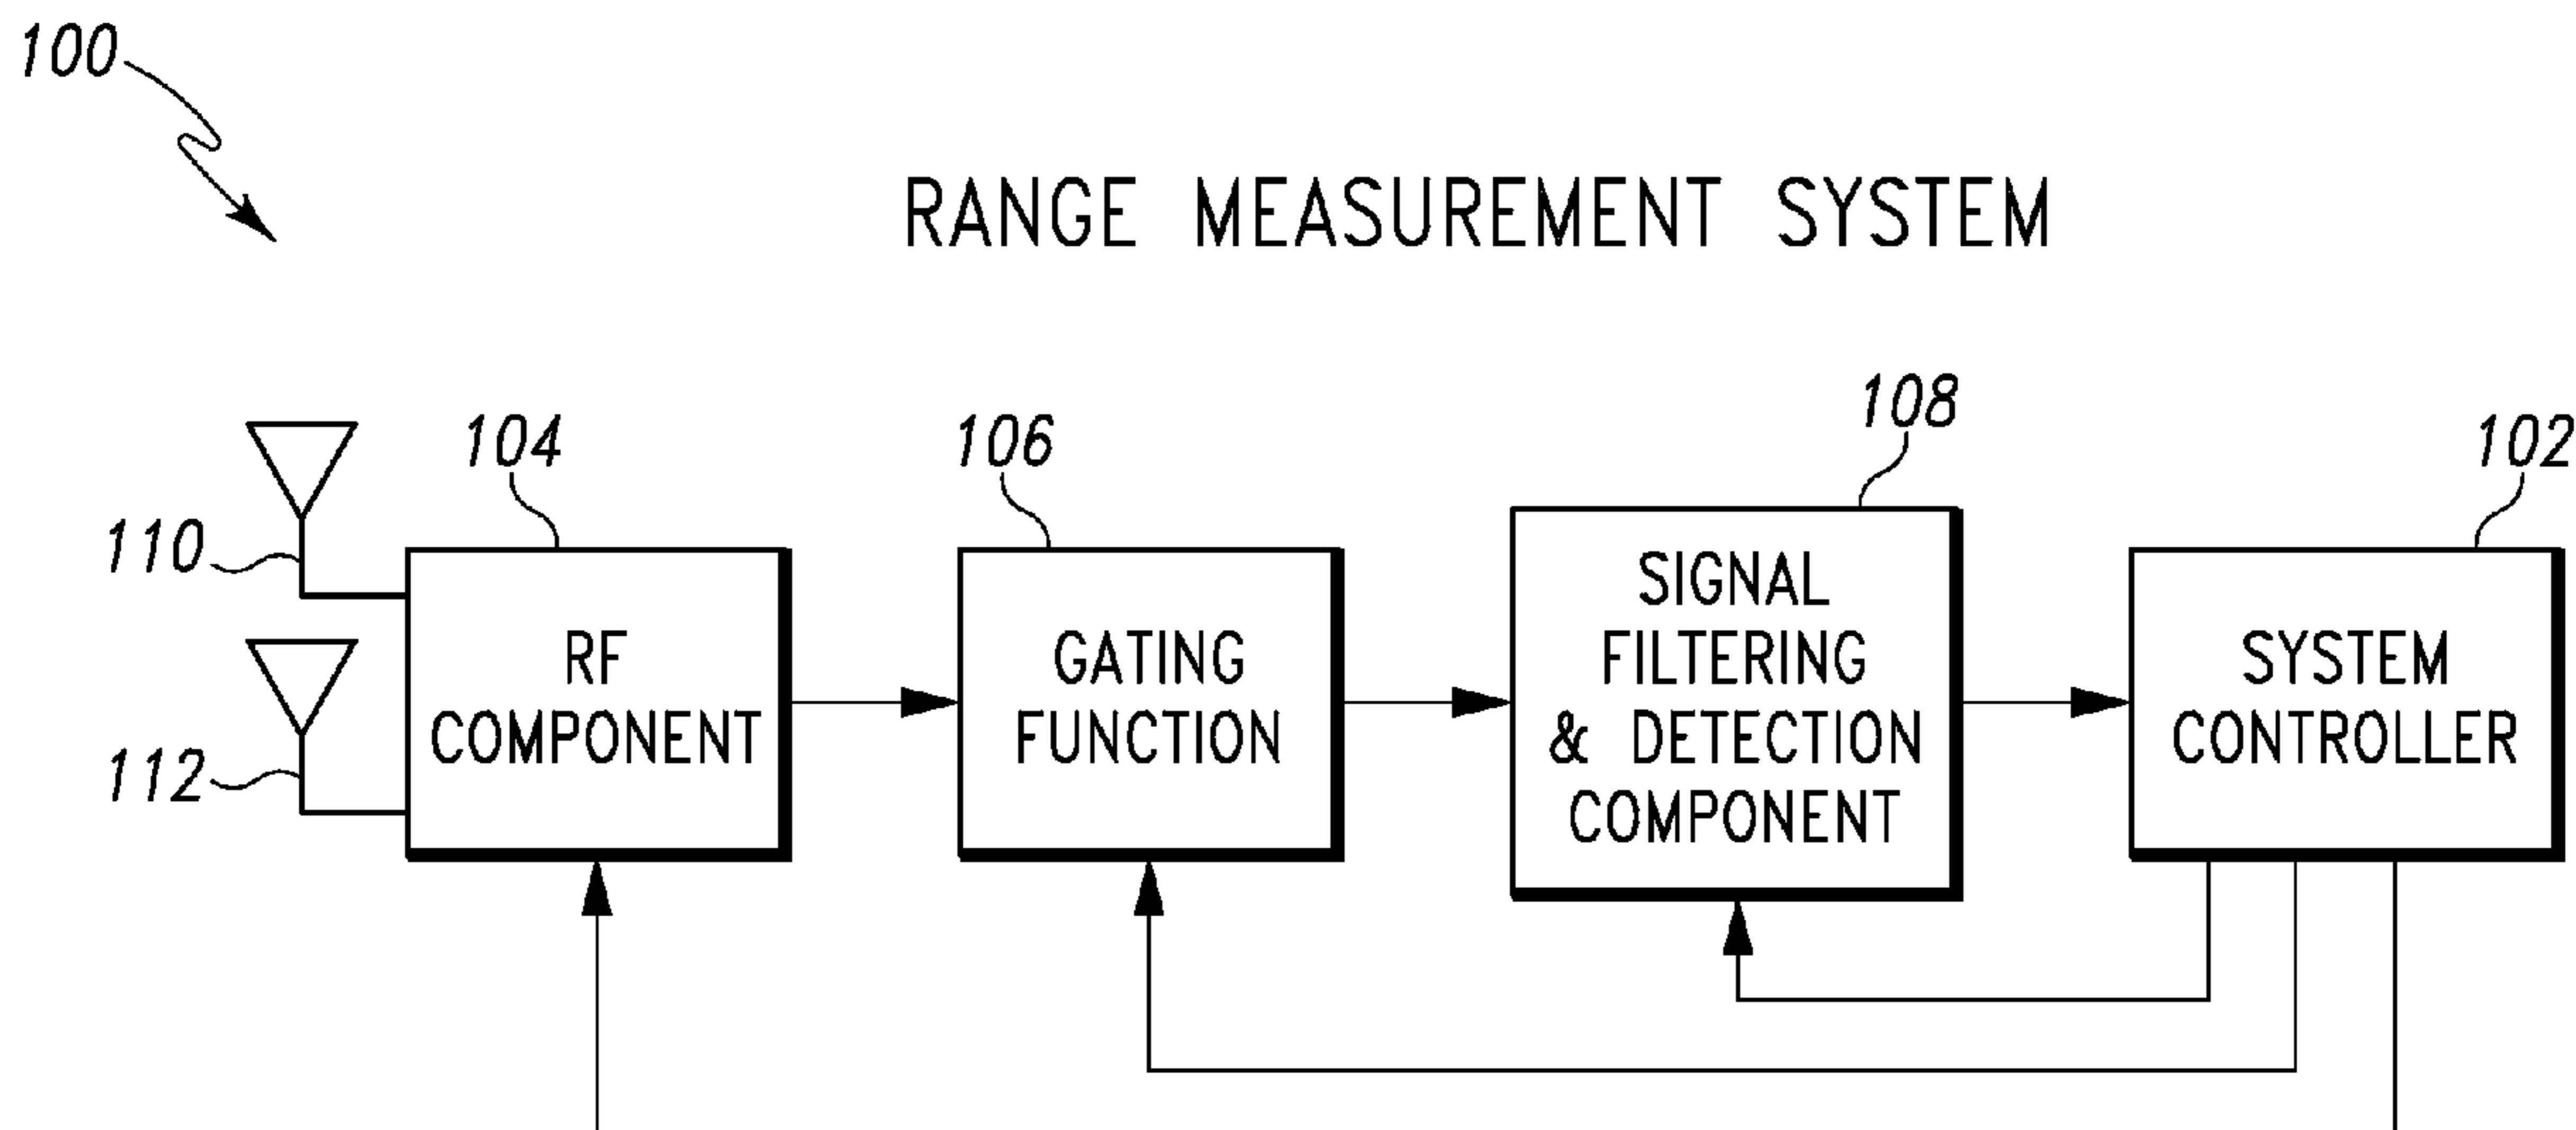 100
RANGE MEASUREMENT SYSTEM
108
104
106
102
110
112
RF
COMPONENT
GATING
FUNCTION
SIGNAL
FILTERING
& DETECTION
COMPONENT
SYSTEM
CONTROLLER